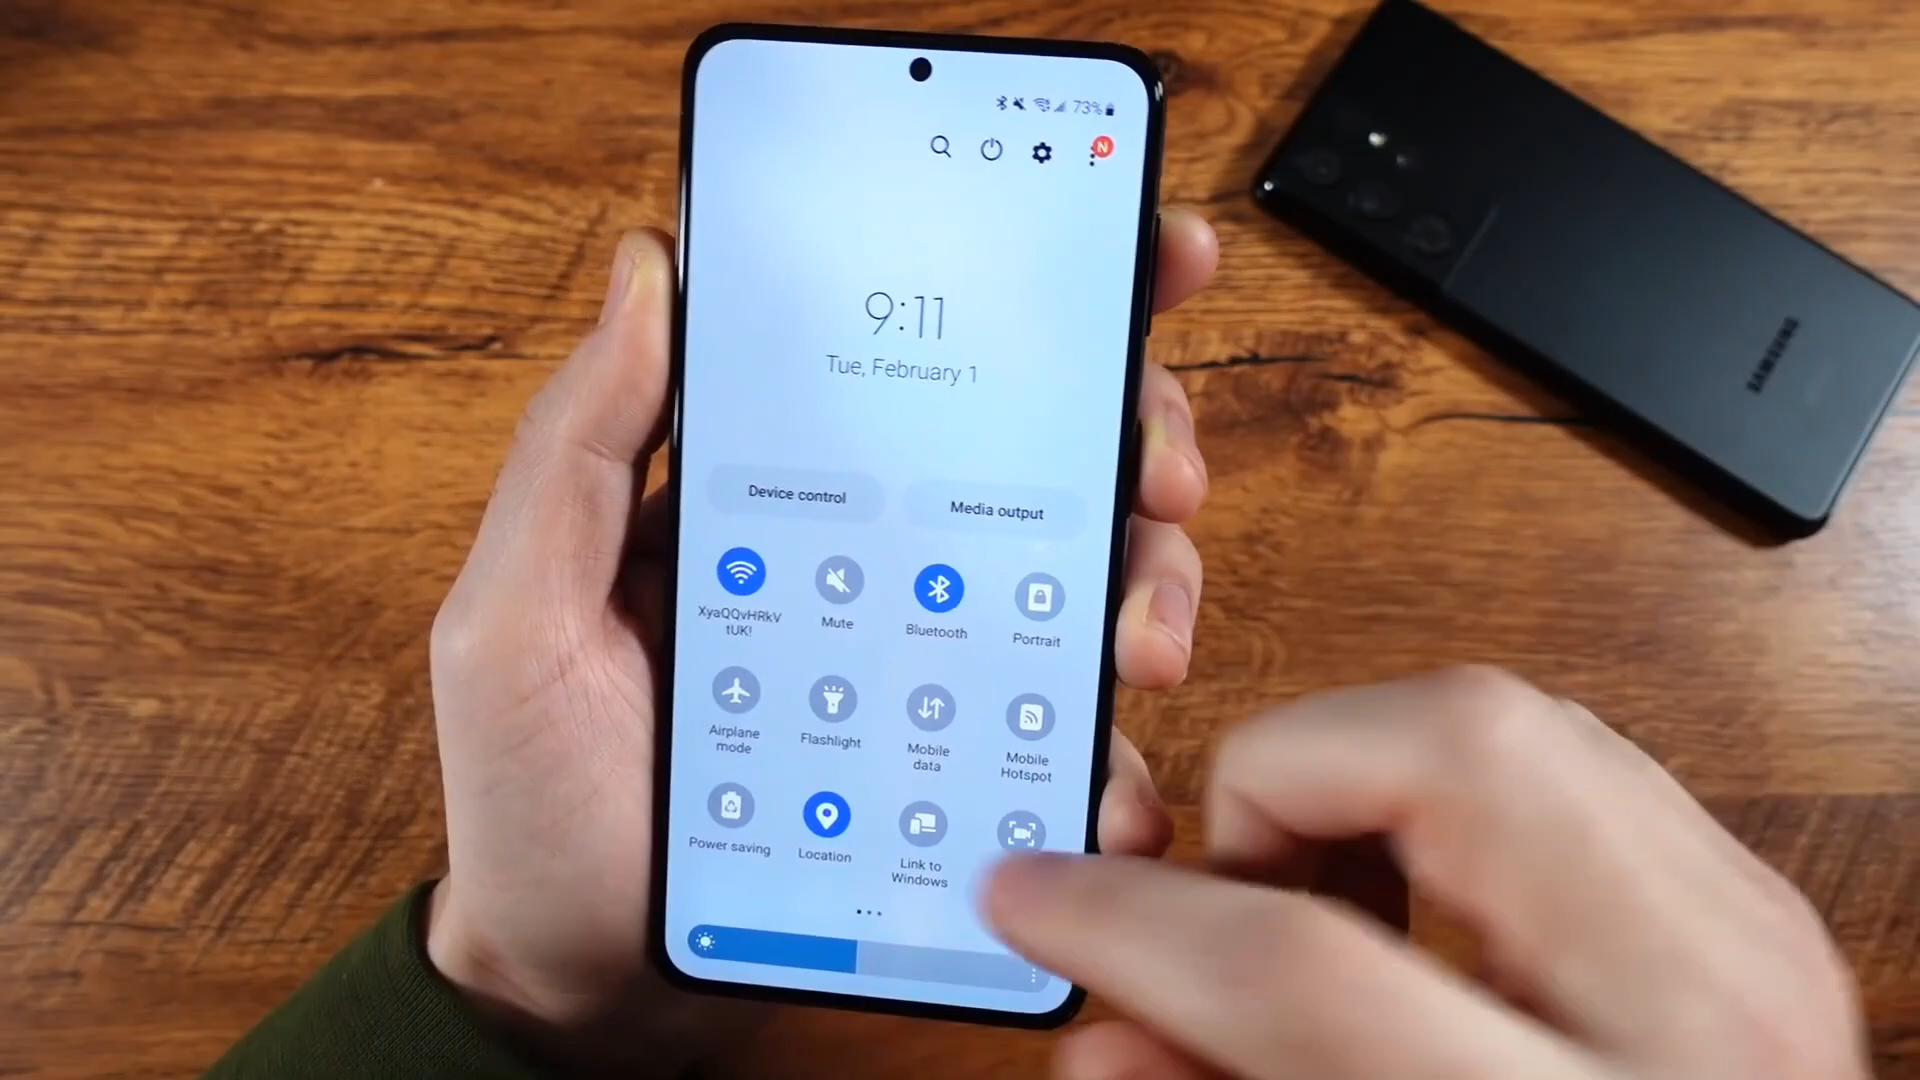 73%
N
9:11
Tue, February 1
Device control
Media output
XyaQQvHRkV
tUK!
Mute
Bluetooth
Portrait
Airplane
mode
Flashlight
Mobile
data
Mobile
Hotspot
Power saving
Location
Link to
Windows
SAMSUNG